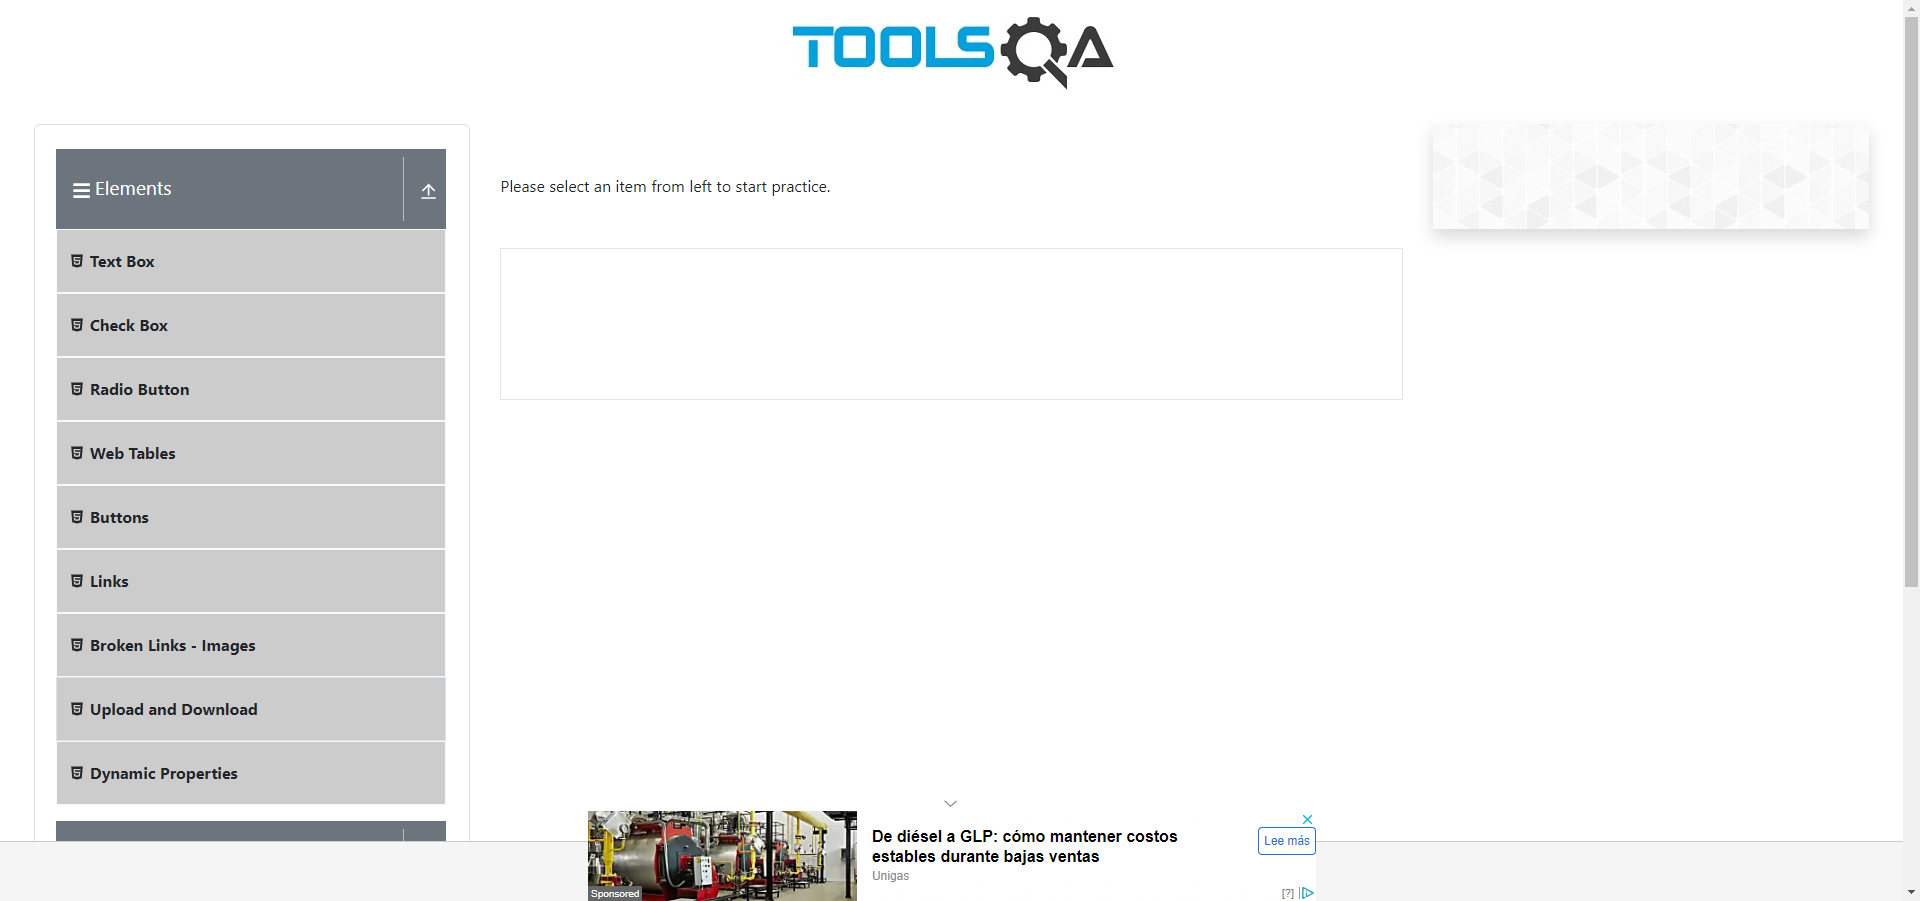 TOOLSQA
Elements
Please select an item from left to start practice.
Text Box
Check Box
Radio Button
Web Tables
Buttons
Links
Broken Links - Images
Upload and Download
Dynamic Properties
De diésel a GLP: cómo mantener costos
estables durante bajas ventas
Unigas
Lee más
Sponsored
[?]